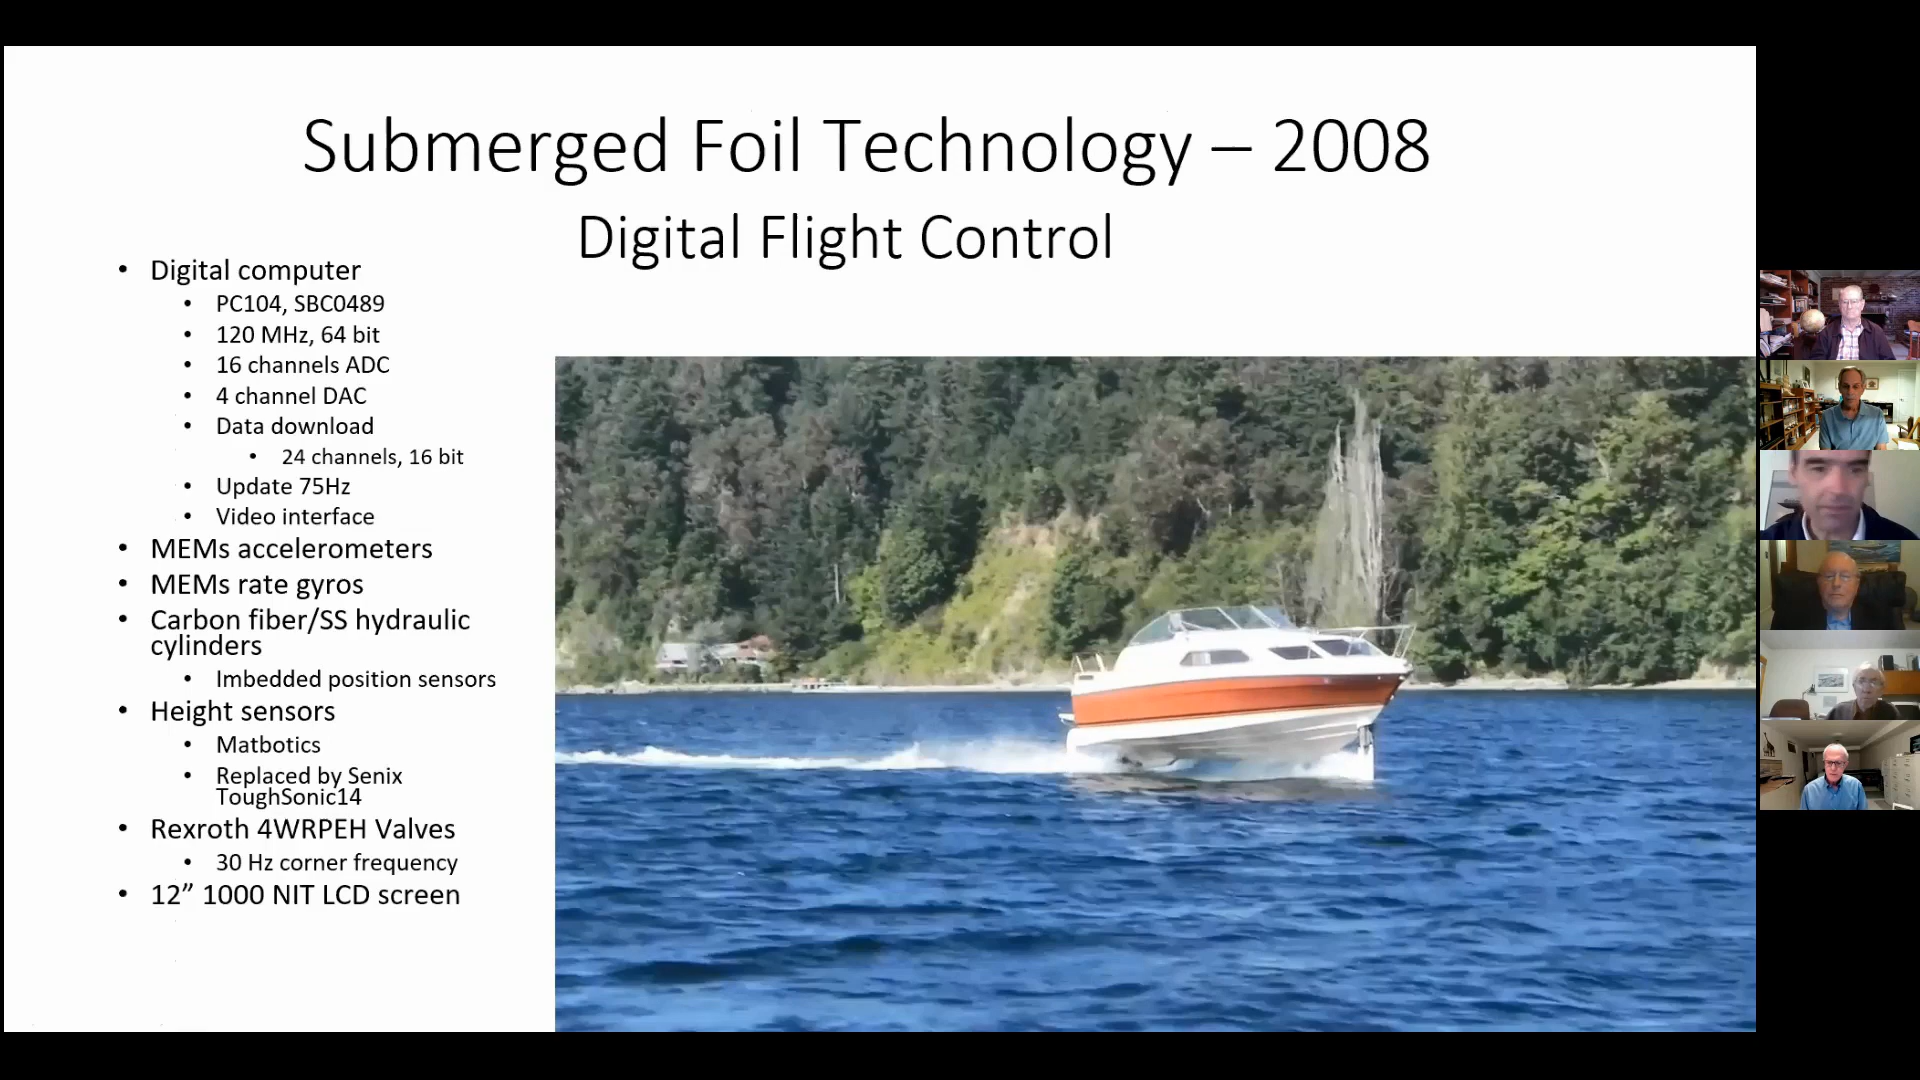 Submerged Foil Technology – 2008
Digital Flight Control
• Digital computer
• PC104, SBC0489
• 120 MHz, 64 bit
• 16 channels ADC
• 4 channel DAC
• Data download
• 24 channels, 16 bit
• Update 75Hz
• Video interface
• MEMs accelerometers
• MEMs rate gyros
• Carbon fiber/SS hydraulic
cylinders
• Imbedded position sensors
• Height sensors
• Matbotics
• Replaced by Senix
ToughSonic14
• Rexroth 4WRPEH Valves
• 30 Hz corner frequency
• 12” 1000 NIT LCD screen